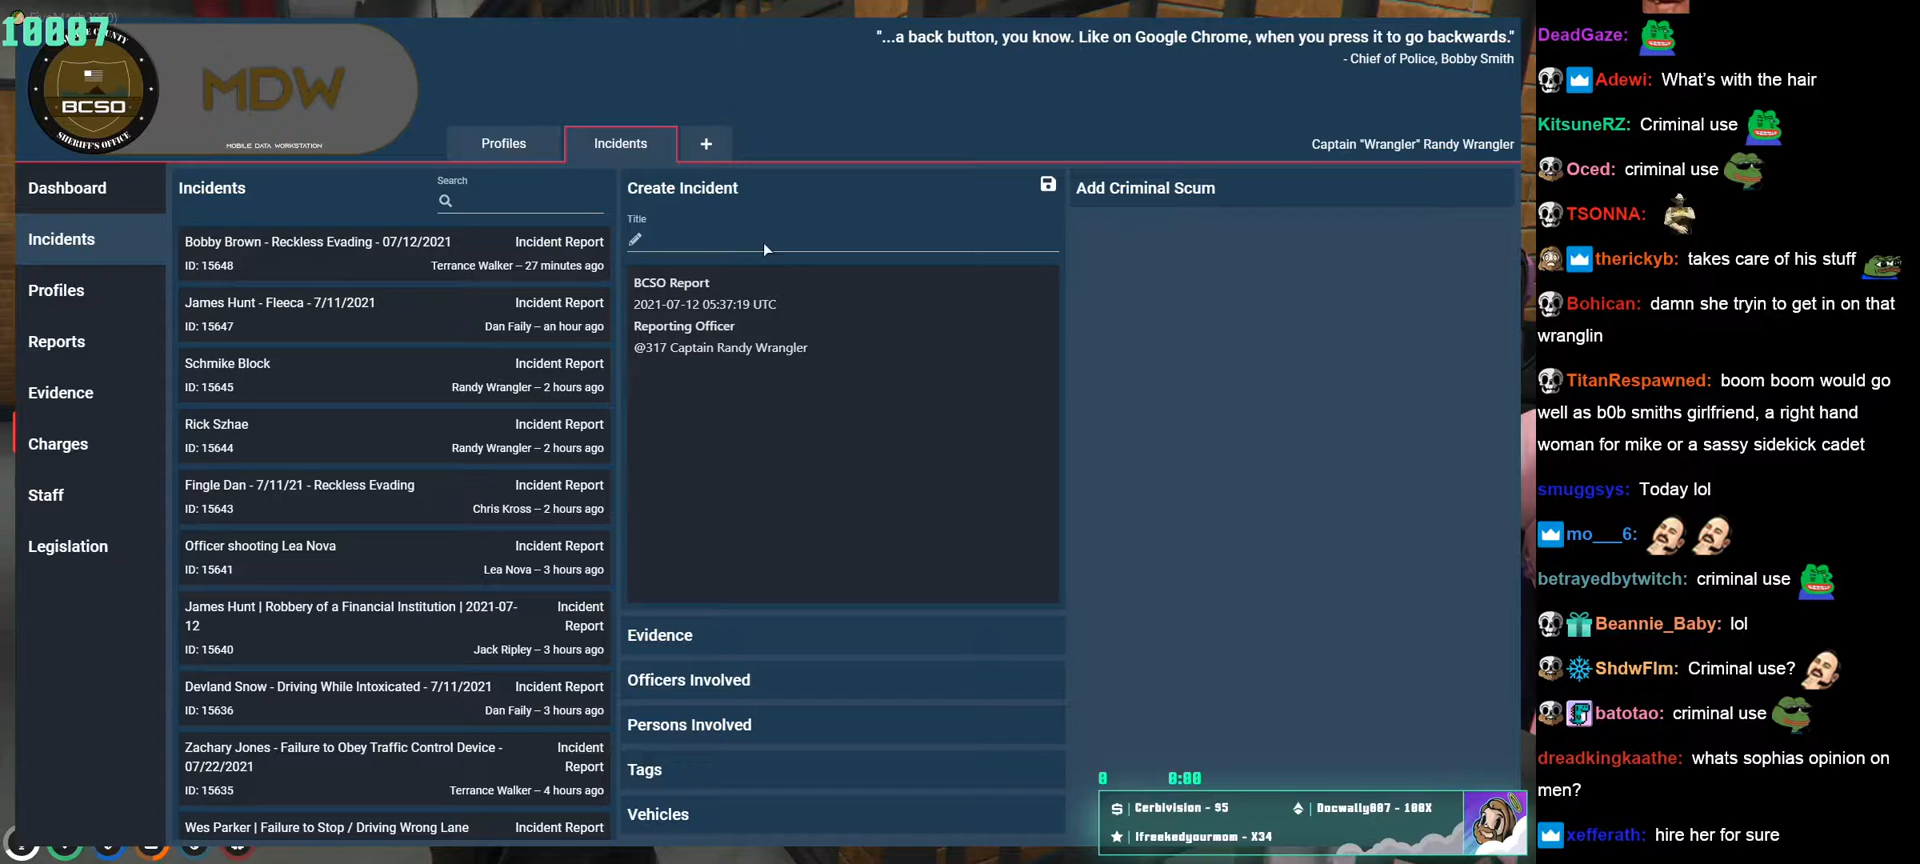 10007
BCSO
SHERIFF'S OFFICE
MDW
MOBILE DATA WORKSTATION
"...a back button, you know. Like on Google Chrome, when you press it to go backwards."
- Chief of Police, Bobby Smith
Profiles
Incidents
+
Captain "Wrangler" Randy Wrangler
Dashboard
Incidents
Profiles
Reports
Evidence
Charges
Staff
Legislation
Incidents
Search
Bobby Brown - Reckless Evading - 07/12/2021 Incident Report
ID: 15648 Terrance Walker – 27 minutes ago
James Hunt - Fleeca - 7/11/2021 Incident Report
ID: 15647 Dan Faily – an hour ago
Schmike Block Incident Report
ID: 15645 Randy Wrangler – 2 hours ago
Rick Szhae Incident Report
ID: 15644 Randy Wrangler – 2 hours ago
Fingle Dan - 7/11/21 - Reckless Evading Incident Report
ID: 15643 Chris Kross – 2 hours ago
Officer shooting Lea Nova Incident Report
ID: 15641 Lea Nova – 3 hours ago
James Hunt | Robbery of a Financial Institution | 2021-07- Incident
12 Report
ID: 15640 Jack Ripley – 3 hours ago
Devland Snow - Driving While Intoxicated - 7/11/2021 Incident Report
ID: 15636 Dan Faily – 3 hours ago
Zachary Jones - Failure to Obey Traffic Control Device - Incident
07/22/2021 Report
ID: 15635 Terrance Walker – 4 hours ago
Wes Parker | Failure to Stop / Driving Wrong Lane Incident Report
Create Incident
Title
BCSO Report
2021-07-12 05:37:19 UTC
Reporting Officer
@317 Captain Randy Wrangler
Evidence
Officers Involved
Persons Involved
Tags
Vehicles
Add Criminal Scum
0 0:00
Cerbivision - 95 Docwally007 - 100X
Ifreekedyourmom - X34
DeadGaze:
Adewi: What's with the hair
KitsuneRZ: Criminal use
Oced: criminal use
TSONNA:
therickyb: takes care of his stuff
Bohican: damn she tryin to get in on that
wranglin
TitanRespawned: boom boom would go
well as b0b smiths girlfriend, a right hand
woman for mike or a sassy sidekick cadet
smuggsys: Today lol
mo___6:
betrayedbytwitch: criminal use
Beannie_Baby: lol
ShdwFlm: Criminal use?
batotao: criminal use
dreadkingkaathe: whats sophias opinion on
men?
xefferath: hire her for sure